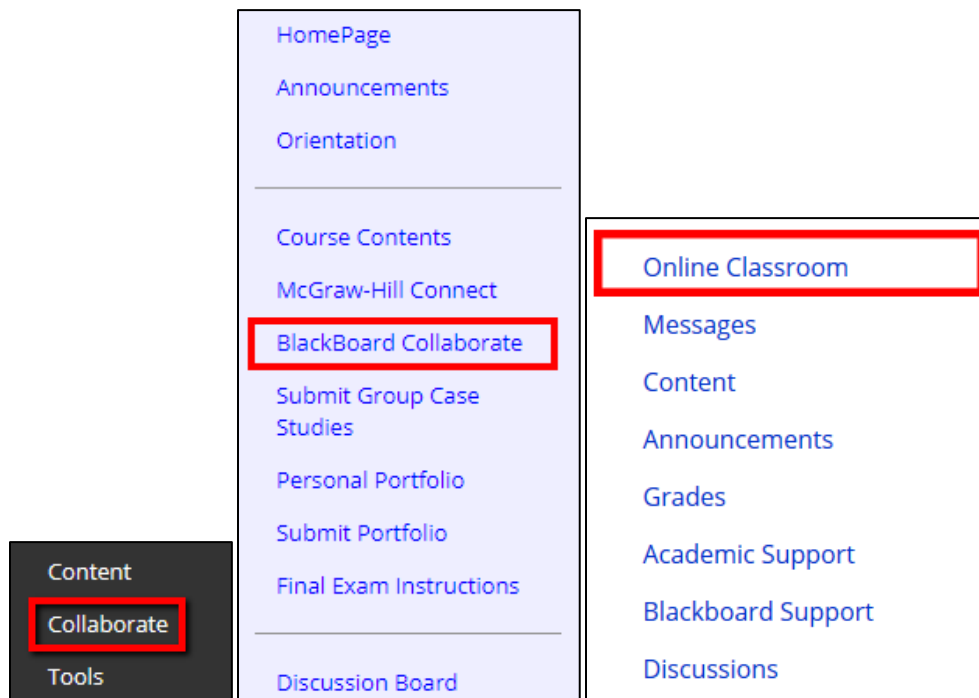 Content
Collaborate
Tools
HomePage
Announcements
Orientation
Course Contents
McGraw-Hill Connect
BlackBoard Collaborate
Submit Group Case
Studies
Personal Portfolio
Submit Portfolio
Final Exam Instructions
Discussion Board
Online Classroom
Messages
Content
Announcements
Grades
Academic Support
Blackboard Support
Discussions